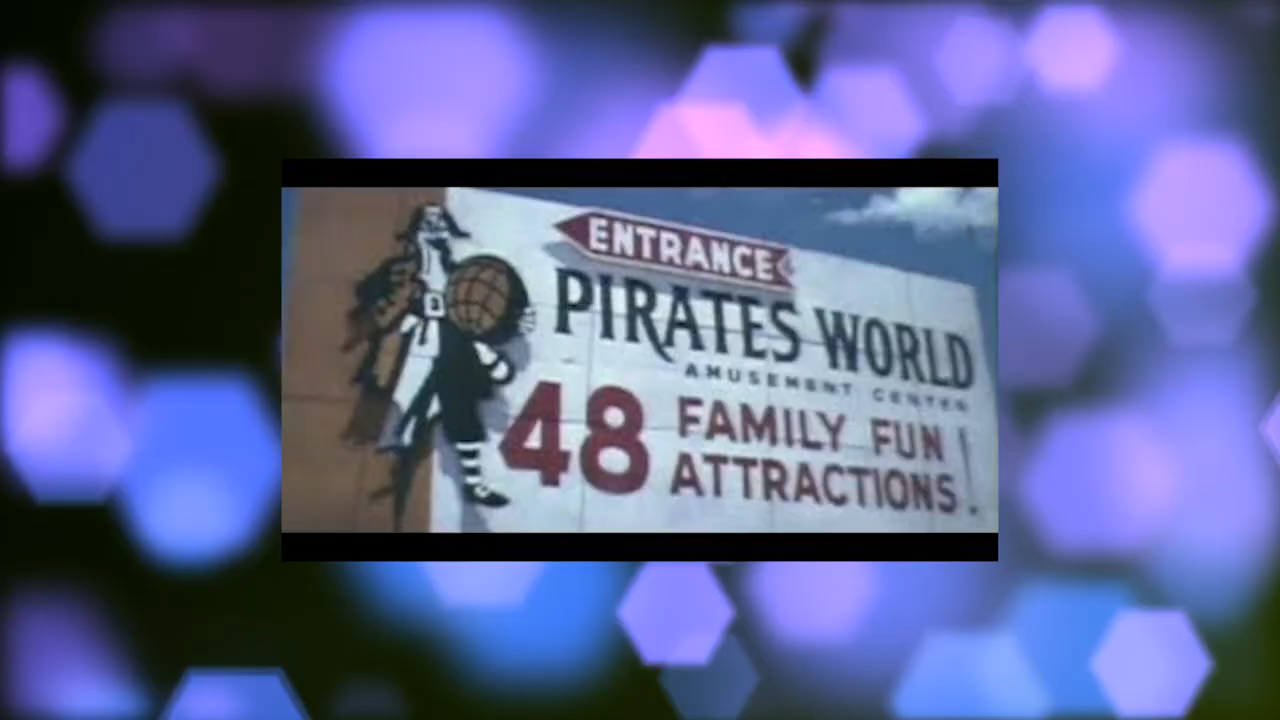 ENTRANCE
PIRATES WORLD
AMUSEMENT CENTER
48 FAMILY FUN
ATTRACTIONS!